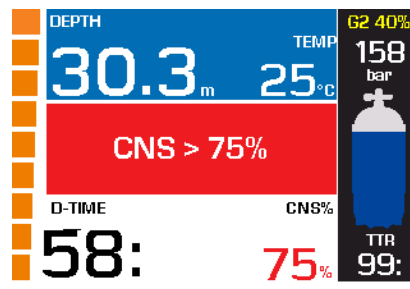 DEPTH
30.3m
TEMP
25°C
CNS > 75%
D-TIME
58:
CNS%
75%
G2 40%
158
bar
TTR
99: